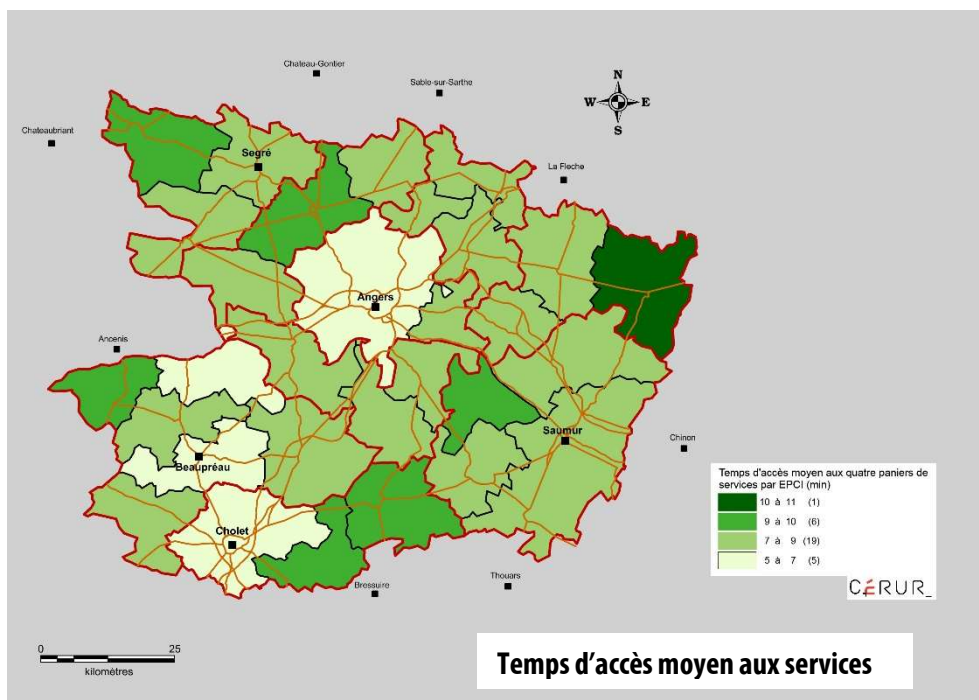 Chateau-Gontier
Sable-sur-Sarthe
N
W E
S
Chateaubriant
Segré
La Fleche
Angers
Ancenis
Saumur
Chinon
Beaupréau
Cholet
Bressuire
Thouars
Temps d'accès moyen aux quatre paniers de
services par EPCI (min)
10 à 11 (1)
9 à 10 (6)
7 à 9 (19)
5 à 7 (5)
CÉRUR_
0 25
kilomètres
Temps d'accès moyen aux services